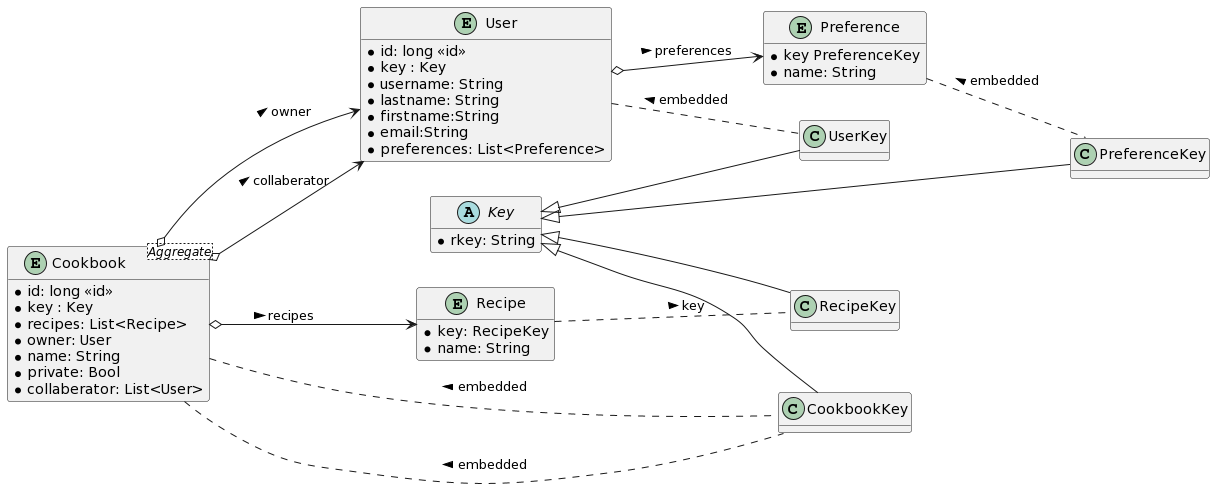 E User
* id: long «id»
* key : Key
* username: String
* lastname: String
* firstname:String
* email:String
* preferences: List<Preference>
preferences
E Preference
* key PreferenceKey
* name: String
embedded
embedded
C UserKey
C PreferenceKey
owner
collaberator
A Key
* rkey: String
E Cookbook
Aggregate
* id: long «id»
* key : Key
* recipes: List<Recipe>
* owner: User
* name: String
* private: Bool
* collaberator: List<User>
recipes
E Recipe
* key: RecipeKey
* name: String
key
C RecipeKey
embedded
C CookbookKey
embedded